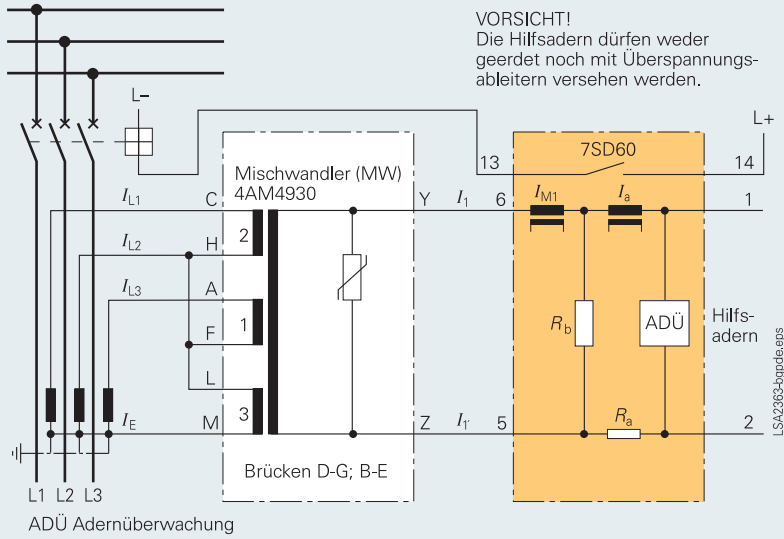 VORSICHT!
Die Hilfsadern dürfen weder
geerdet noch mit Überspannungs-
ableitern versehen werden.
L–
L+
13
7SD60
14
Mischwandler (MW)
4AM4930
I_L1
C
Y
I_1
6
I_M1
I_a
1
I_L2
H
2
I_L3
A
1
F
R_b
ADÜ
Hilfs-
adern
L
I_E
M
3
Z
I_1'
5
R_a
2
Brücken D-G; B-E
L1 L2 L3
ADÜ Adernüberwachung
LSA2363-bgpde.eps